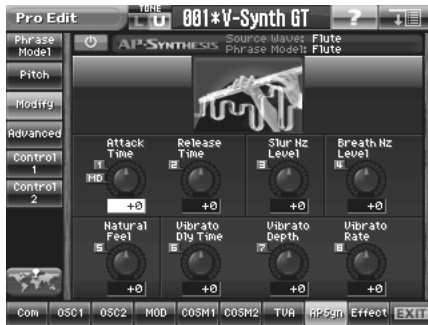 Pro Edit
TONE
L U
001*V-Synth GT
?
Phrase Model
Pitch
Modify
Advanced
Control 1
Control 2
AP-SYNTHESIS
Source Wave: Flute
Phrase Model: Flute
Attack Time
1
MD
+0
Release Time
2
+0
Slur Nz Level
3
+0
Breath Nz Level
4
+0
Natural Feel
5
+0
Vibrato Dly Time
6
+0
Vibrato Depth
7
+0
Vibrato Rate
8
+0
Com OSC1 OSC2 MOD COSM1 COSM2 TVA APSyn Effect EXIT